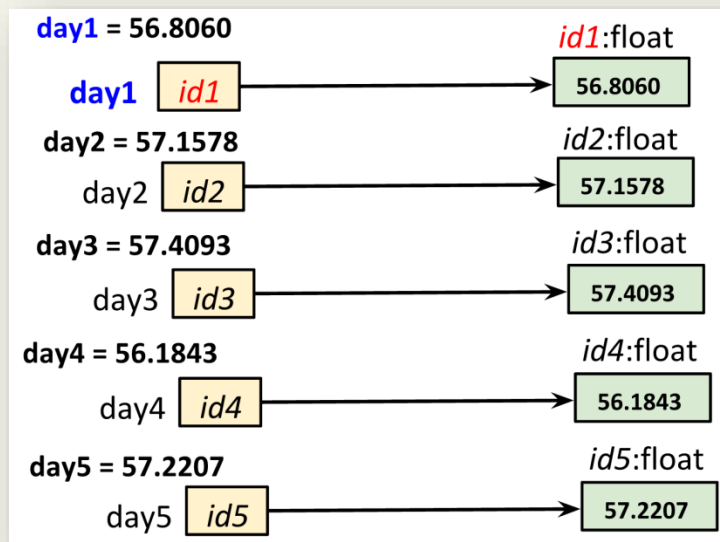 day1 = 56.8060
id1:float
day1 id1 56.8060
day2 = 57.1578
id2:float
day2 id2 57.1578
day3 = 57.4093
id3:float
day3 id3 57.4093
day4 = 56.1843
id4:float
day4 id4 56.1843
day5 = 57.2207
id5:float
day5 id5 57.2207